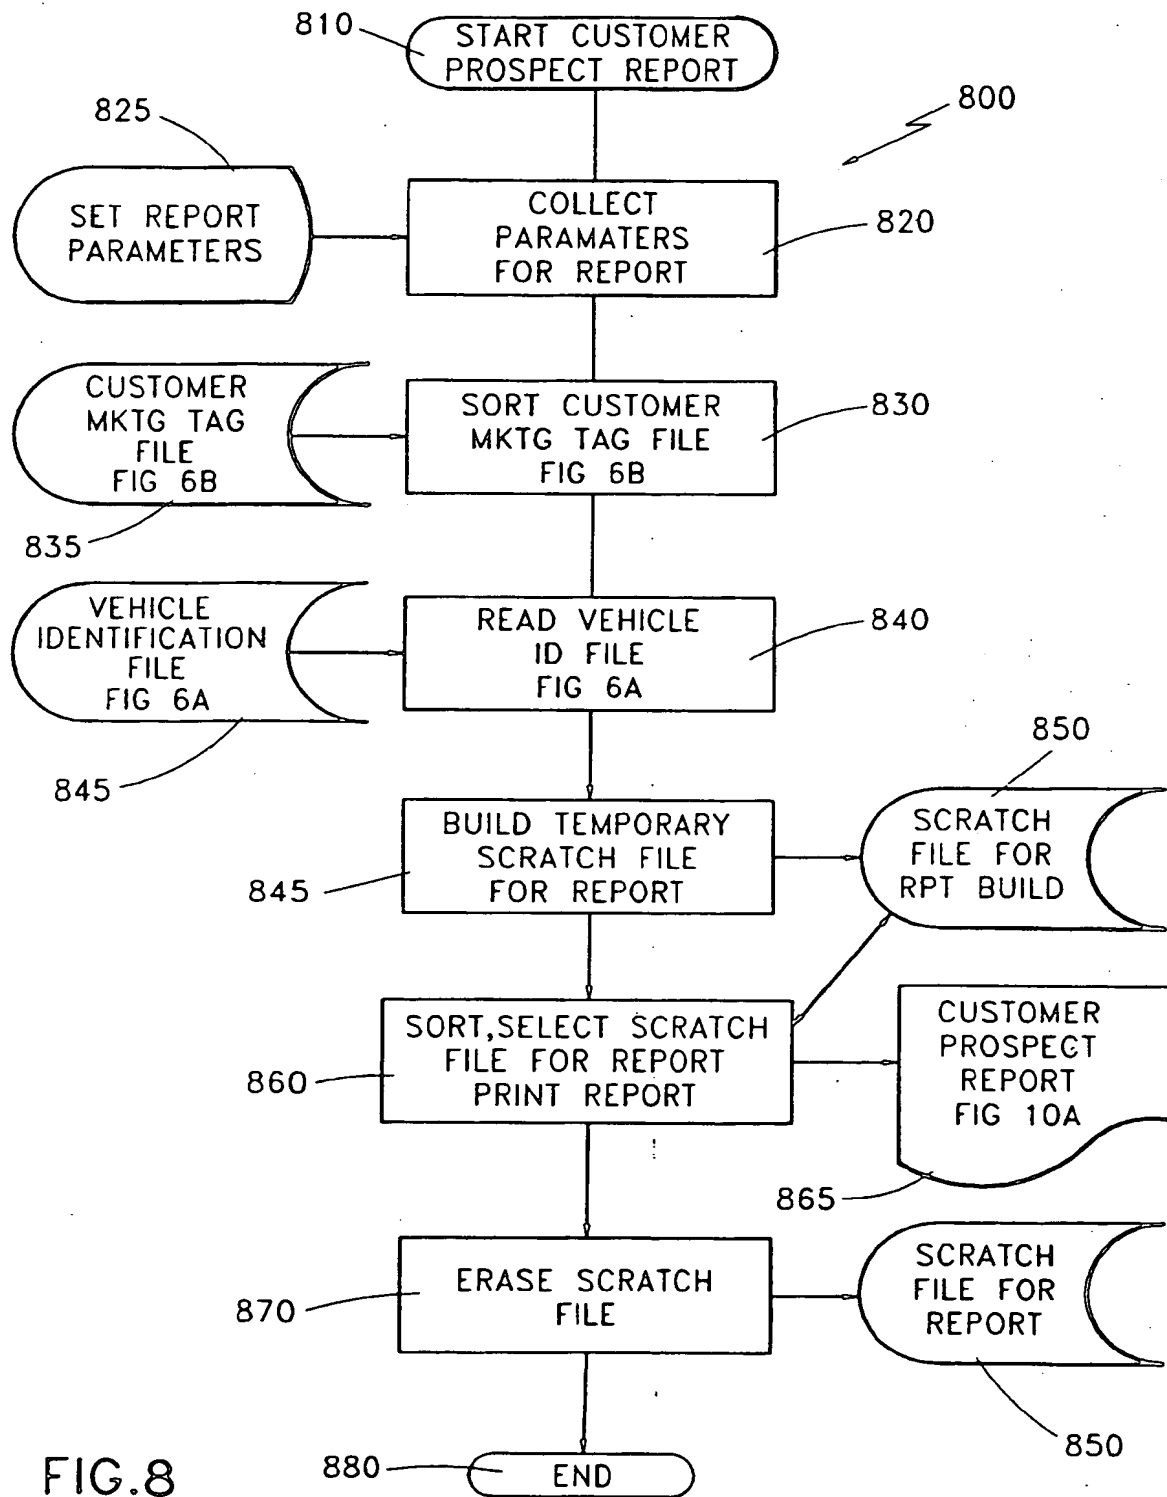 810
START CUSTOMER
PROSPECT REPORT
800
825
SET REPORT
PARAMETERS
COLLECT
PARAMATERS
FOR REPORT
820
CUSTOMER
MKTG TAG
FILE
FIG 6B
835
SORT CUSTOMER
MKTG TAG FILE
FIG 6B
830
VEHICLE
IDENTIFICATION
FILE
FIG 6A
845
READ VEHICLE
ID FILE
FIG 6A
840
BUILD TEMPORARY
SCRATCH FILE
FOR REPORT
845
850
SCRATCH
FILE FOR
RPT BUILD
SORT,SELECT SCRATCH
FILE FOR REPORT
PRINT REPORT
860
CUSTOMER
PROSPECT
REPORT
FIG 10A
865
ERASE SCRATCH
FILE
870
SCRATCH
FILE FOR
REPORT
850
880
END
FIG.8